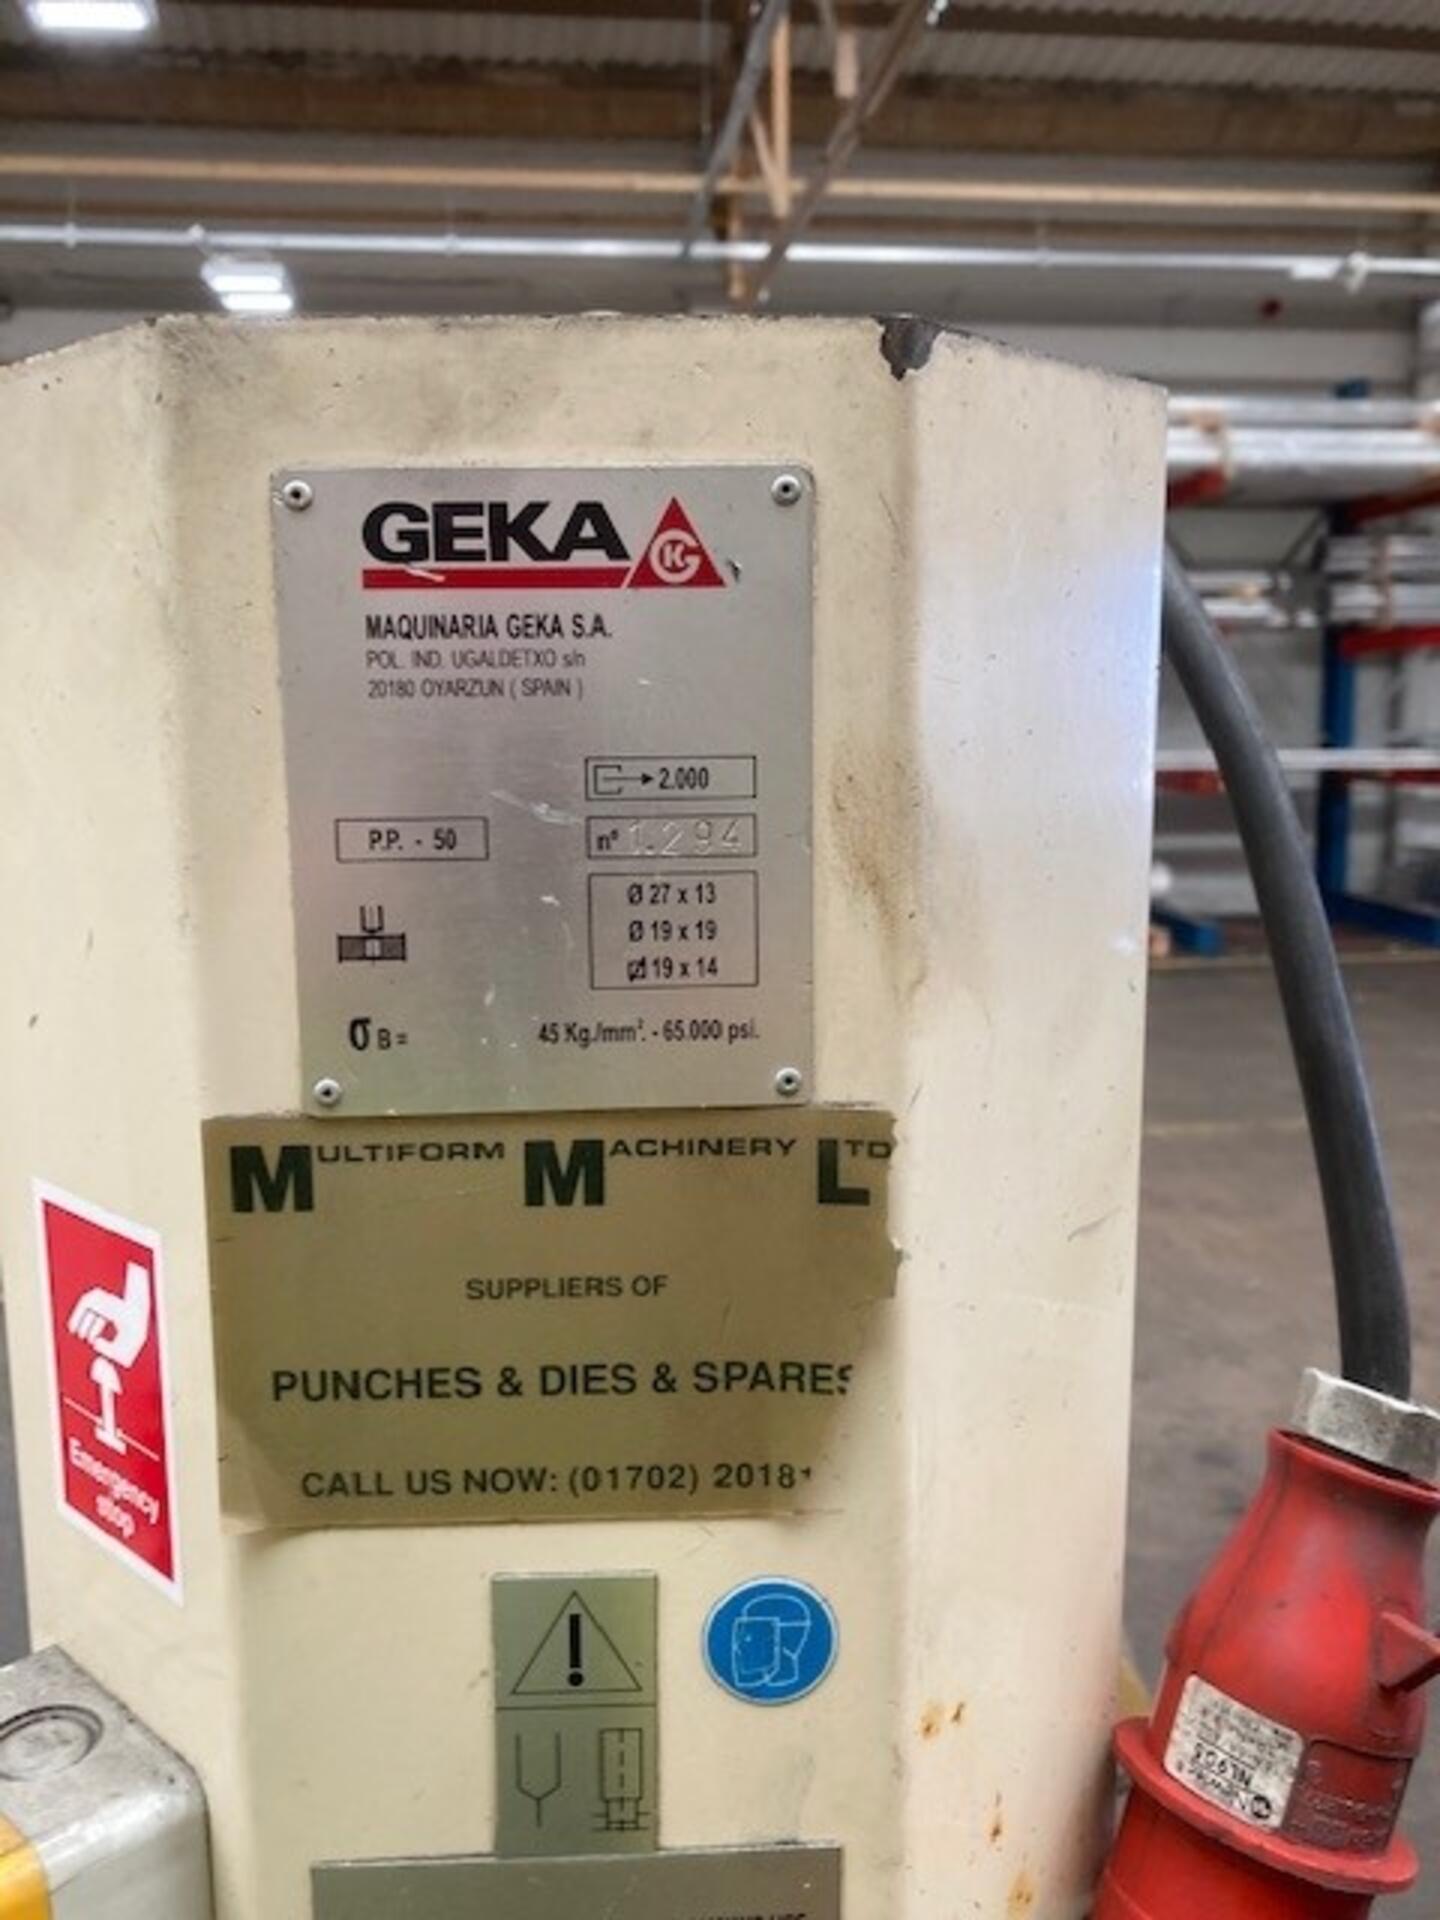 GEKA
MAQUINARIA GEKA S.A.
POL. IND. UGALDETXO s/n
20180 OYARZUN ( SPAIN )
2.000
P.P. - 50
nº 1.294
Ø 27 x 13
Ø 19 x 19
19 x 14
σ B =
45 Kg./mm². - 65.000 psi.
MULTIFORM MACHINERY LTD
SUPPLIERS OF
PUNCHES & DIES & SPARES
CALL US NOW: (01702) 20181
Emergency
stop